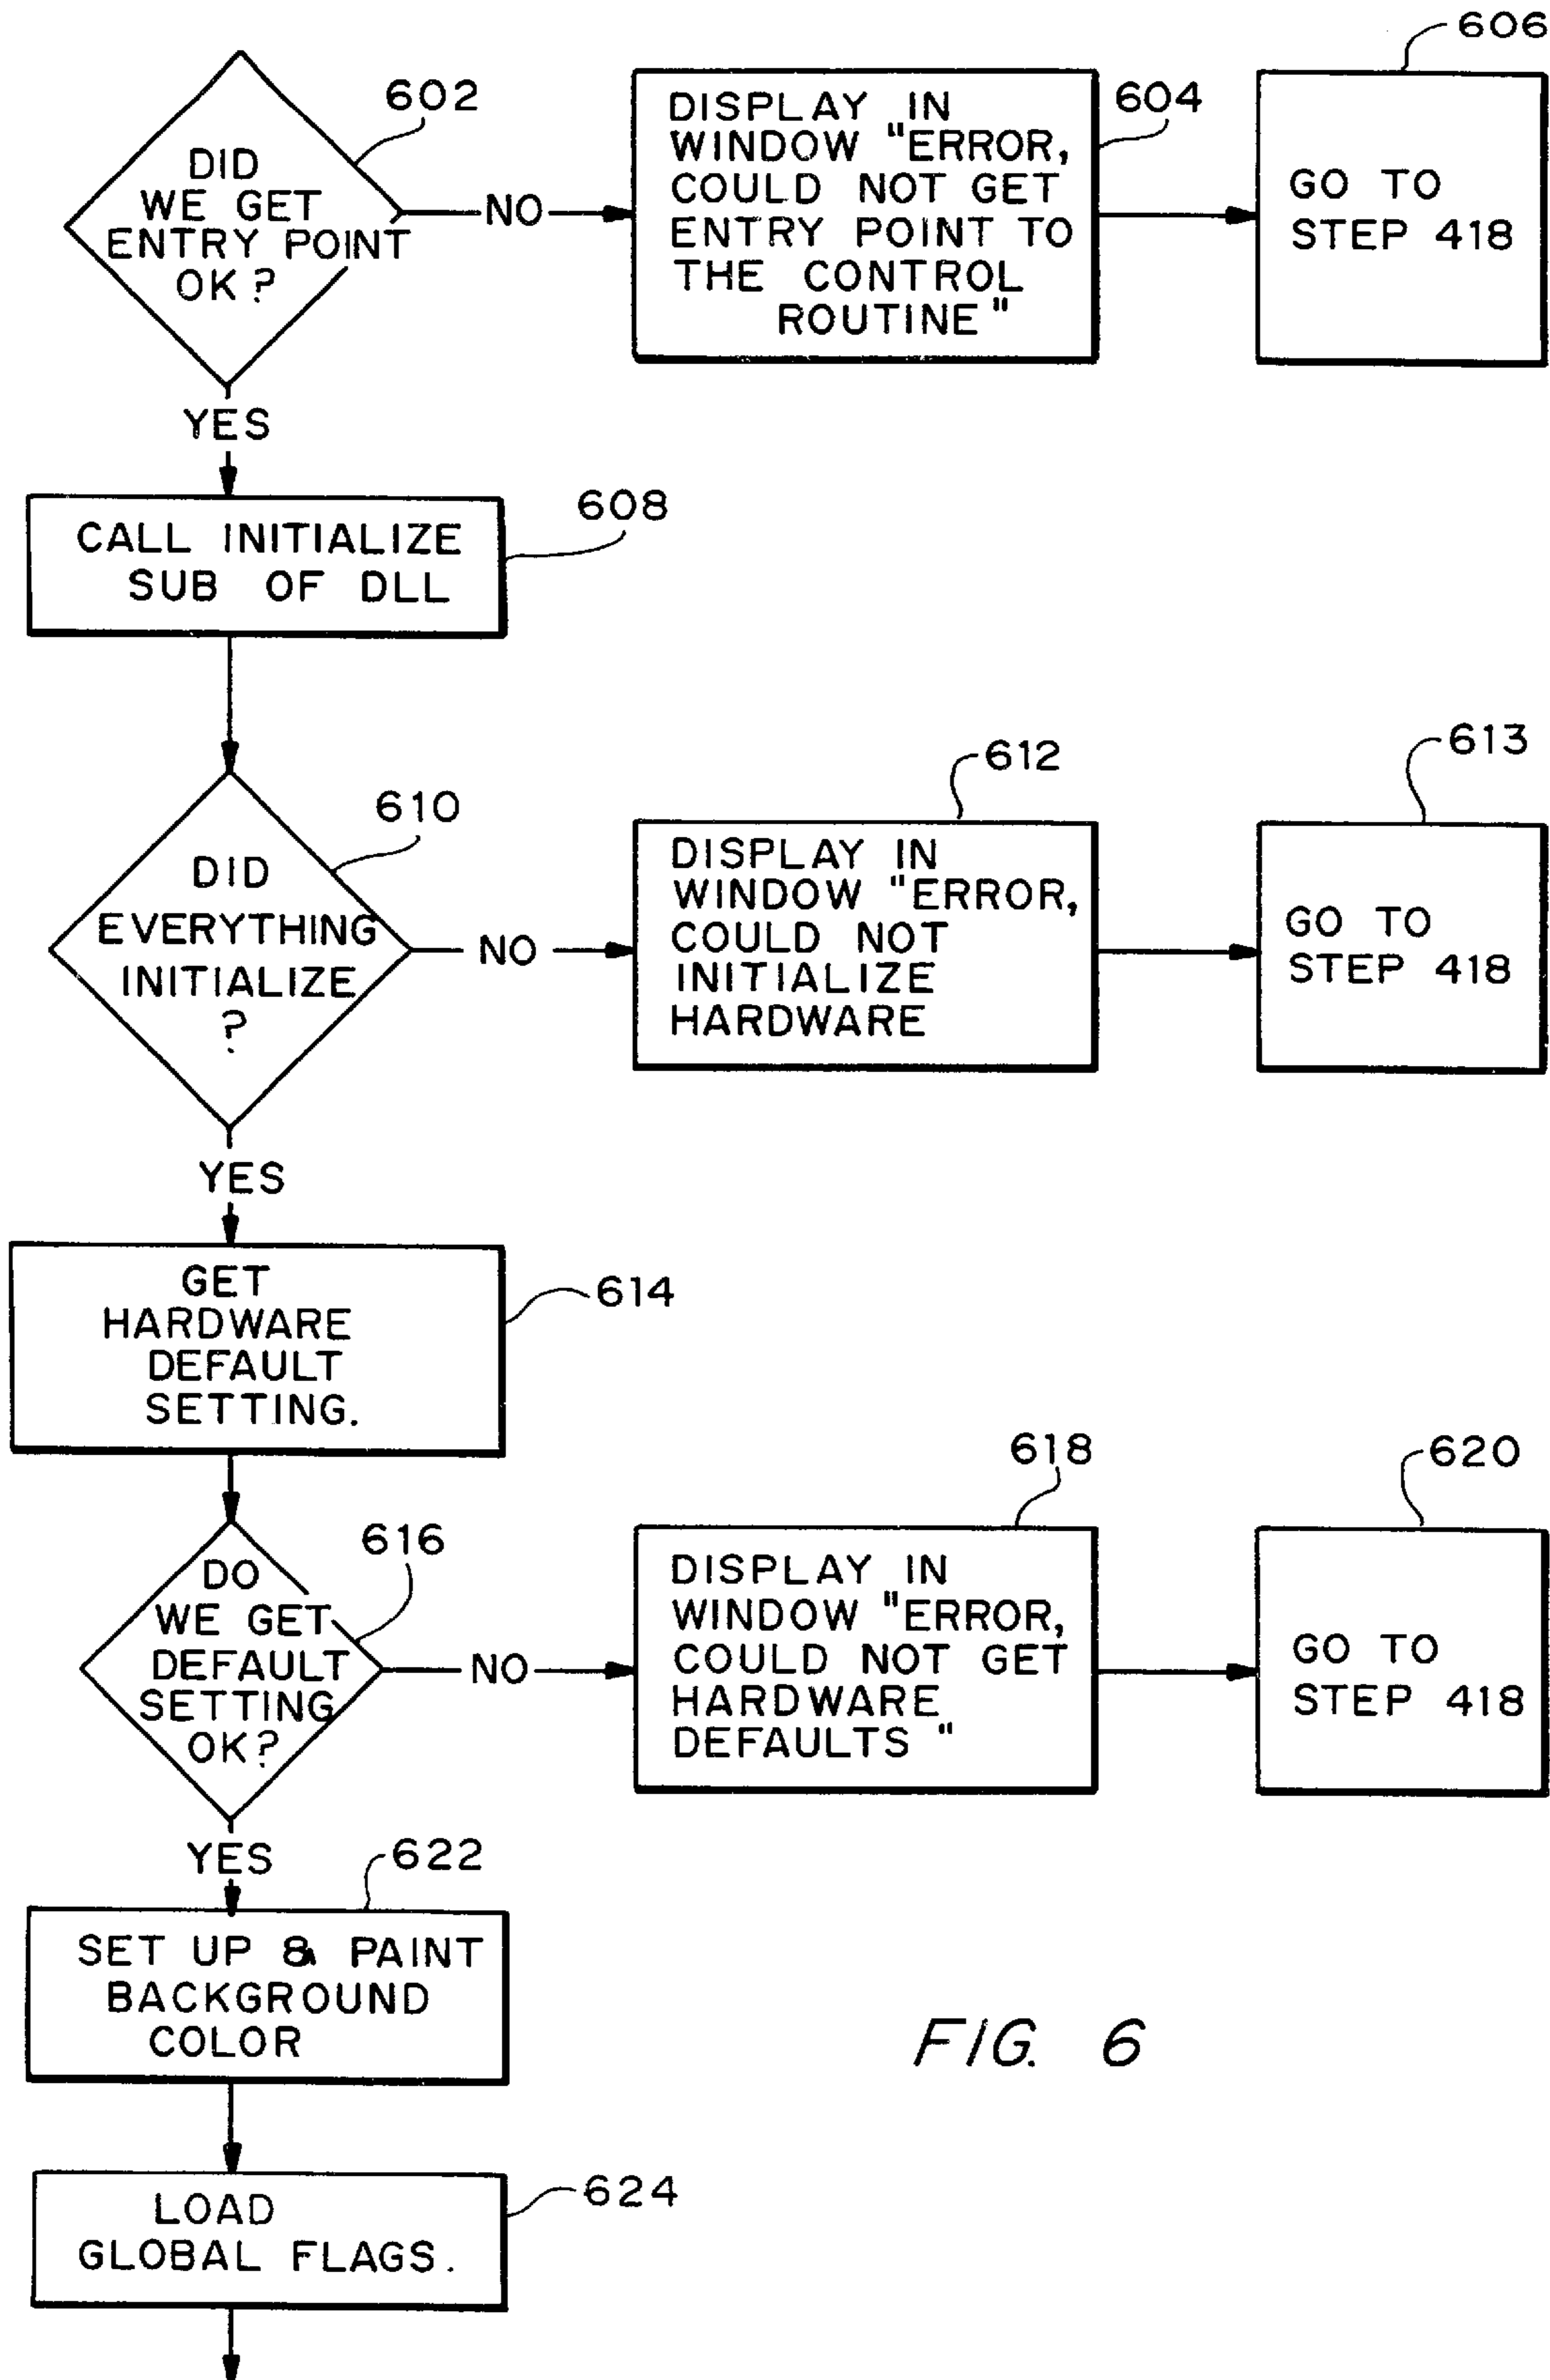 606
602
DID
WE GET
ENTRY POINT
OK?
NO
DISPLAY IN
WINDOW "ERROR,
COULD NOT GET
ENTRY POINT TO
THE CONTROL
ROUTINE"
604
GO TO
STEP 418
YES
CALL INITIALIZE
SUB OF DLL
608
610
DID
EVERYTHING
INITIALIZE
?
NO
612
DISPLAY IN
WINDOW "ERROR,
COULD NOT
INITIALIZE
HARDWARE
613
GO TO
STEP 418
YES
GET
HARDWARE
DEFAULT
SETTING.
614
616
DO
WE GET
DEFAULT
SETTING
OK?
NO
618
DISPLAY IN
WINDOW "ERROR,
COULD NOT GET
HARDWARE
DEFAULTS"
620
GO TO
STEP 418
YES
622
SET UP & PAINT
BACKGROUND
COLOR
FIG. 6
LOAD
GLOBAL FLAGS.
624